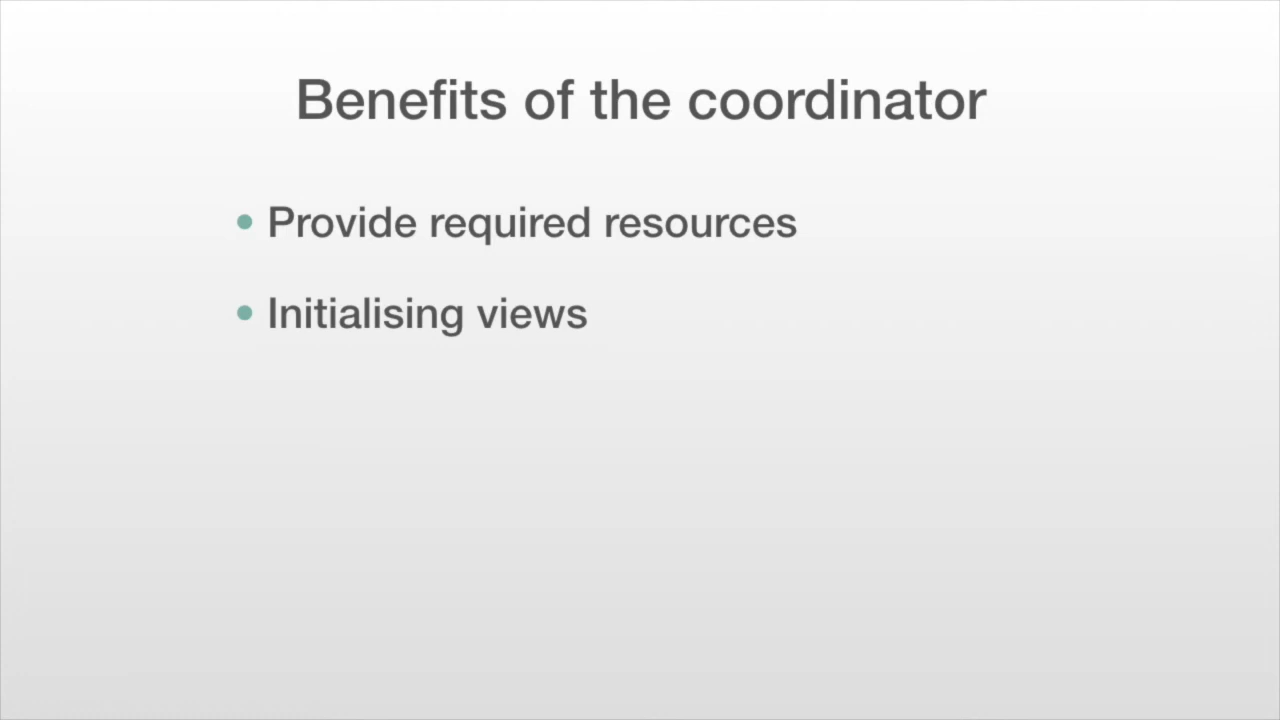 Benefits of the coordinator
• Provide required resources
• Initialising views